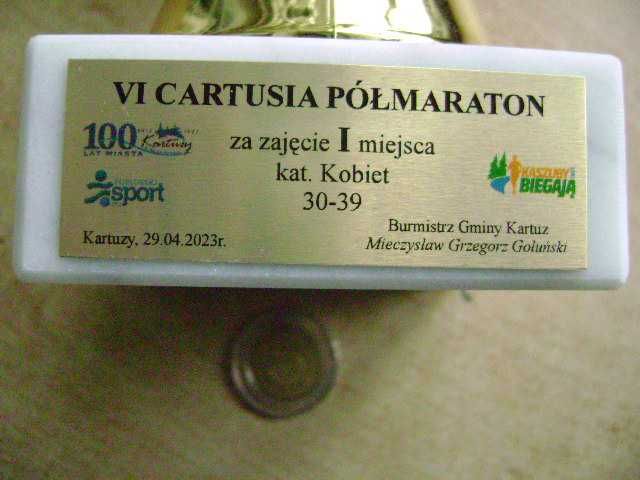 VI CARTUSIA PÓŁMARATON
za zajęcie I miejsca
kat. Kobiet
30-39
100
Kartuzy
LAT MIASTA
sport
KASZUBY
BIEGAJĄ
Kartuzy, 29.04.2023r.
Burmistrz Gminy Kartuz
Mieczysław Grzegorz Gołuński